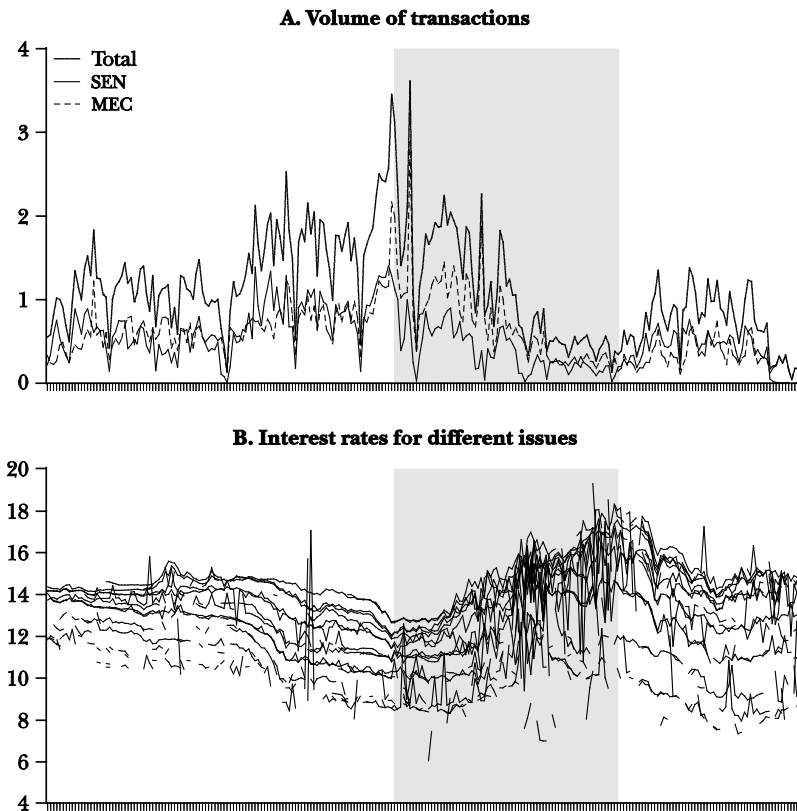 A. Volume of transactions
4
Total
SEN
MEC
3
2
1
0
B. Interest rates for different issues
20
18
16
14
12
10
8
6
4